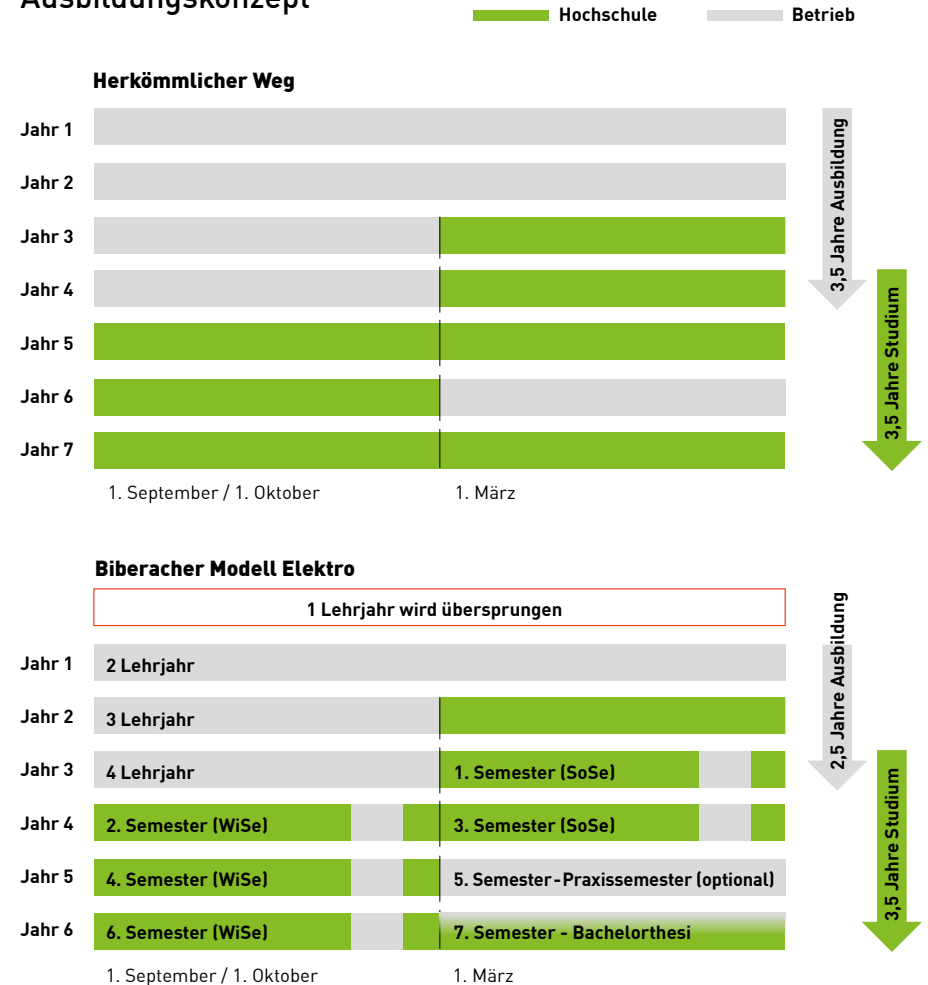 Ausbildungskonzept
Hochschule
Betrieb
Herkömmlicher Weg
Jahr 1
Jahr 2
Jahr 3
Jahr 4
Jahr 5
Jahr 6
Jahr 7
1. September / 1. Oktober
1. März
3,5 Jahre Ausbildung
3,5 Jahre Studium
Biberacher Modell Elektro
1 Lehrjahr wird übersprungen
Jahr 1
2 Lehrjahr
Jahr 2
3 Lehrjahr
Jahr 3
4 Lehrjahr
1. Semester (SoSe)
Jahr 4
2. Semester (WiSe)
3. Semester (SoSe)
Jahr 5
4. Semester (WiSe)
5. Semester-Praxissemester (optional)
Jahr 6
6. Semester (WiSe)
7. Semester - Bachelorthesi
1. September / 1. Oktober
1. März
2,5 Jahre Ausbildung
3,5 Jahre Studium